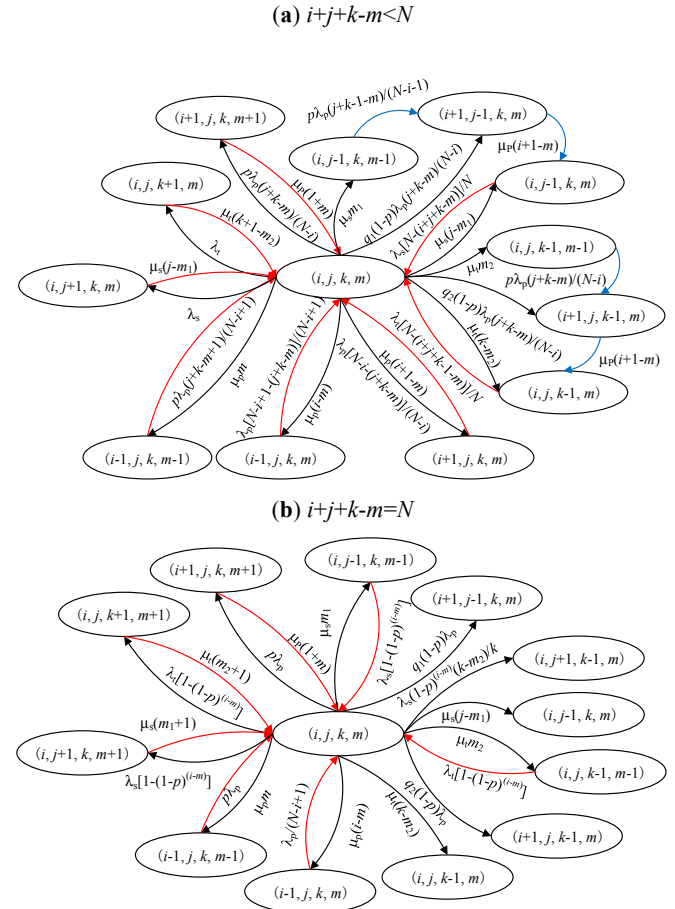 (a) i+j+k-m<N
(i+1, j, k, m+1)
pλp(j+k-1-m)/(N-i-1)
(i+1, j-1, k, m)
(i, j-1, k, m-1)
μP(i+1-m)
(i, j, k+1, m)
pλp(j+k-m)/(N-i)
μP(1+m)
μsm1
q1(1-p)λp(j+k-m)/(N-i)
(i, j-1, k, m)
μt(k+1-m2)
λt
λs[N-(i+j+k-m)]/N
μs(j-m1)
(i, j, k-1, m-1)
(i, j+1, k, m)
μs(j-m1)
λs
(i, j, k, m)
μtm2
pλp(j+k-m)/(N-i)
q2(1-p)λp(j+k-m)/(N-i)
(i+1, j, k-1, m)
μt(k-m2)
μP(i+1-m)
pλp(j+k-m+1)/(N-i+1)
μpm
λp[N-i+1-(j+k-m)]/(N-i+1)
μp(i-m)
λp[N-i-(j+k-m)]/(N-i)
μp(i+1-m)
λt[N-(i+j+k-1-m)]/N
(i, j, k-1, m)
(i-1, j, k, m-1)
(i-1, j, k, m)
(i+1, j, k, m)
(b) i+j+k-m=N
(i, j-1, k, m-1)
(i+1, j, k, m+1)
(i+1, j-1, k, m)
(i, j, k+1, m+1)
μt(m2+1)
λt[1-(1-p)(i-m)]
pλp
μP(1+m)
μsm1
λs[1-(1-p)(i-m)]
q1(1-p)λp
λs(1-p)(i-m)(k-m2)/k
(i, j+1, k-1, m)
μs(j-m1)
(i, j-1, k, m)
(i, j+1, k, m+1)
μs(m1+1)
λs[1-(1-p)(i-m)]
(i, j, k, m)
μtm2
λt[1-(1-p)(i-m)]
(i, j, k-1, m-1)
pλp
μpm
λp/(N-i+1)
μp(i-m)
μt(k-m2)
q2(1-p)λp
(i+1, j, k-1, m)
(i-1, j, k, m-1)
(i-1, j, k, m)
(i, j, k-1, m)